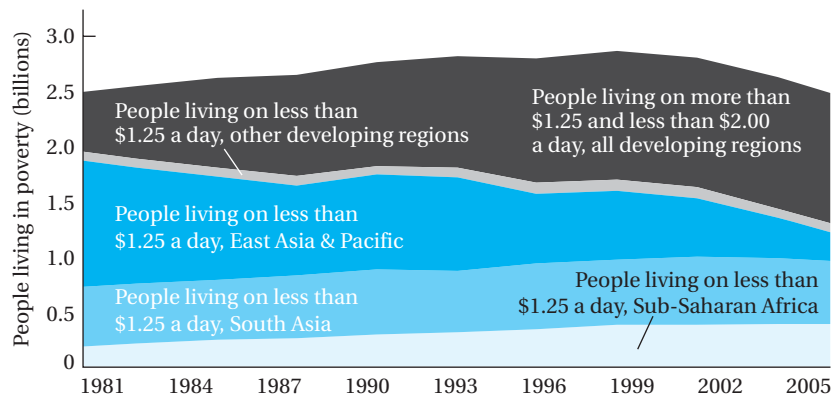 People living in poverty (billions)
3.0
2.5
2.0
1.5
1.0
0.5
0
People living on less than
$1.25 a day, other developing regions
People living on more than
$1.25 and less than $2.00
a day, all developing regions
People living on less than
$1.25 a day, East Asia & Pacific
People living on less than
$1.25 a day, South Asia
People living on less than
$1.25 a day, Sub-Saharan Africa
1981 1984 1987 1990 1993 1996 1999 2002 2005